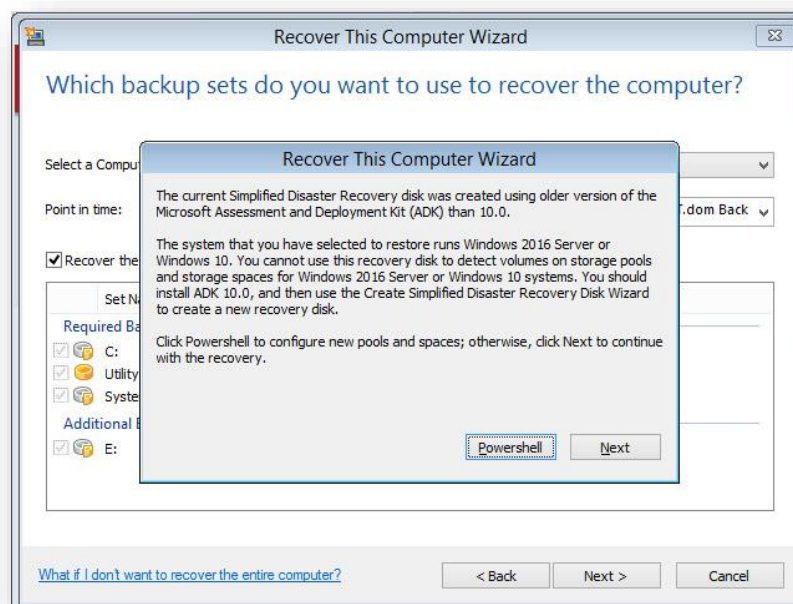 Recover This Computer Wizard
Which backup sets do you want to use to recover the computer?
Select a Compu
Recover This Computer Wizard
Point in time:
.dom Back
Recover the
The current Simplified Disaster Recovery disk was created using older version of the
Microsoft Assessment and Deployment Kit (ADK) than 10.0.
The system that you have selected to restore runs Windows 2016 Server or
Windows 10. You cannot use this recovery disk to detect volumes on storage pools
and storage spaces for Windows 2016 Server or Windows 10 systems. You should
install ADK 10.0, and then use the Create Simplified Disaster Recovery Disk Wizard
to create a new recovery disk.
Click Powershell to configure new pools and spaces; otherwise, click Next to continue
with the recovery.
Set N
Required Ba
C:
Utility
Syste
Additional
E:
Powershell Next
What if I don't want to recover the entire computer?
< Back Next > Cancel